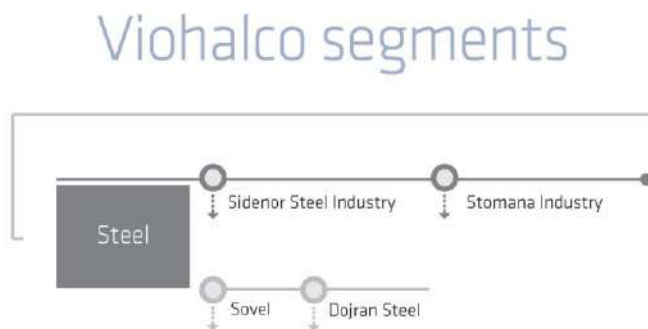 Viohalco segments
Sidenor Steel Industry
Stomana Industry
Steel
Sovel
Dojran Steel